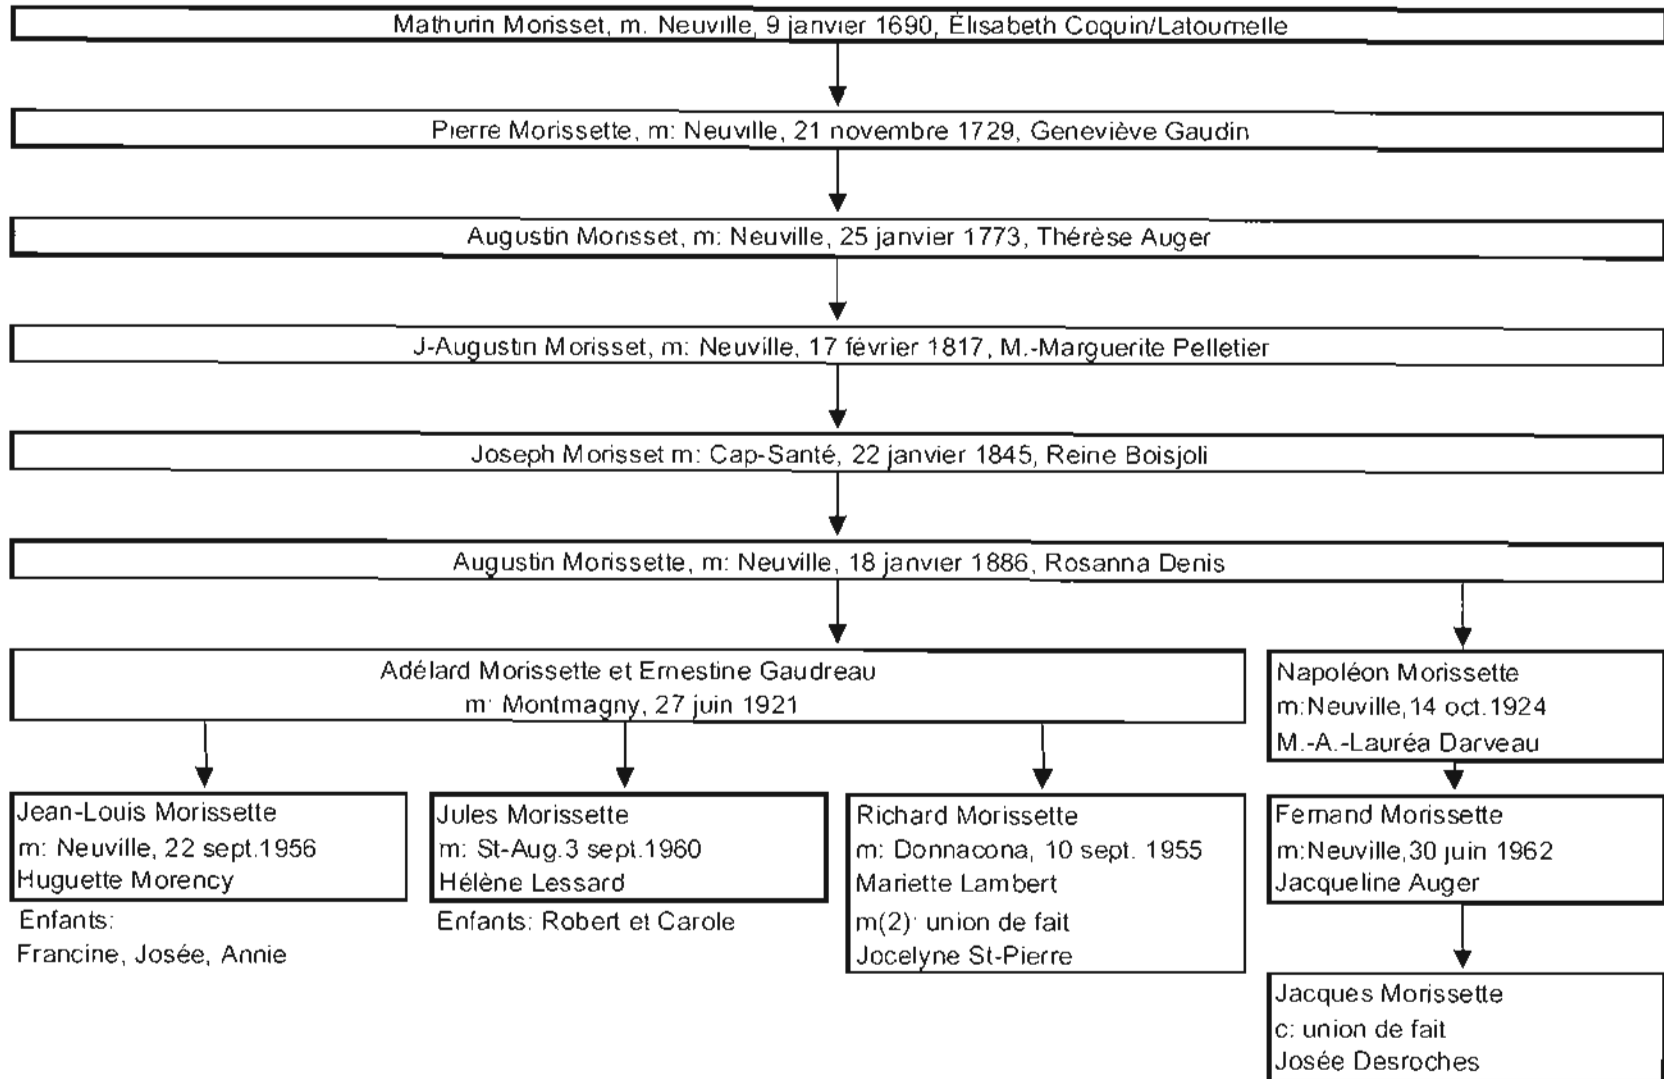 Mathurin Morisset, m. Neuville, 9 janvier 1690, Élisabeth Coquin/Latournelle
Pierre Morissette, m: Neuville, 21 novembre 1729, Geneviève Gaudin
Augustin Morisset, m: Neuville, 25 janvier 1773, Thérèse Auger
J-Augustin Morisset, m: Neuville, 17 février 1817, M.-Marguerite Pelletier
Joseph Morisset m: Cap-Santé, 22 janvier 1845, Reine Boisjoli
Augustin Morissette, m: Neuville, 18 janvier 1886, Rosanna Denis
Adélard Morissette et Ernestine Gaudreau
m: Montmagny, 27 juin 1921
Napoléon Morissette
m:Neuville,14 oct.1924
M.-A.-Lauréa Darveau
Jean-Louis Morissette
m: Neuville, 22 sept.1956
Huguette Morency
Enfants:
Francine, Josée, Annie
Jules Morissette
m: St-Aug.3 sept.1960
Hélène Lessard
Enfants: Robert et Carole
Richard Morissette
m: Donnacona, 10 sept. 1955
Mariette Lambert
m(2): union de fait
Jocelyne St-Pierre
Fernand Morissette
m:Neuville,30 juin 1962
Jacqueline Auger
Jacques Morissette
c: union de fait
Josée Desroches